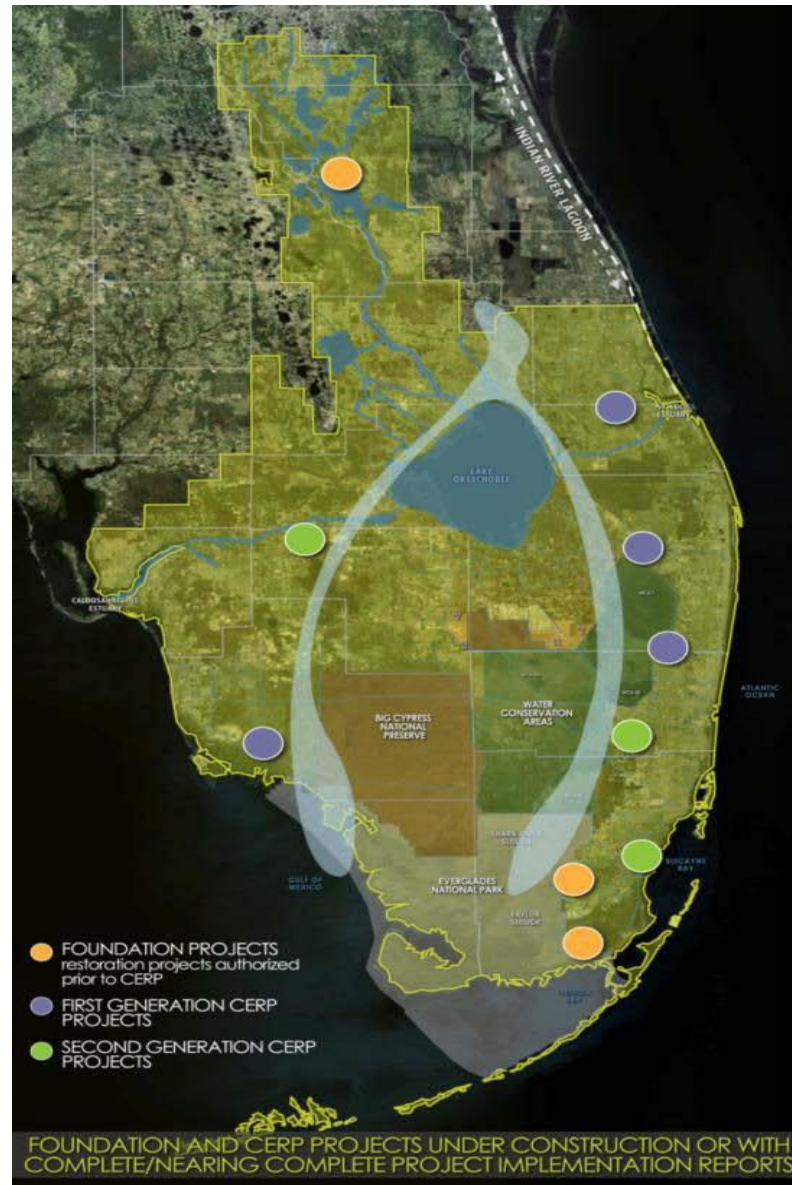 INDIAN RIVER LAGOON
ESTUARY
LAKE
OKEECHOBEE
CALOOSAHATCHEE
ESTUARY
WCA 1
ATLANTIC
OCEAN
BIG CYPRESS
NATIONAL
PRESERVE
WATER
CONSERVATION
AREAS
SHARK RIVER
SLOUGH
BISCAYNE
BAY
GULF OF
MEXICO
EVERGLADES
NATIONAL PARK
TAYLOR
SLOUGH
FOUNDATION PROJECTS
restoration projects authorized
prior to CERP
FIRST GENERATION CERP
PROJECTS
SECOND GENERATION CERP
PROJECTS
FOUNDATION AND CERP PROJECTS UNDER CONSTRUCTION OR WITH
COMPLETE/NEARING COMPLETE PROJECT IMPLEMENTATION REPORTS